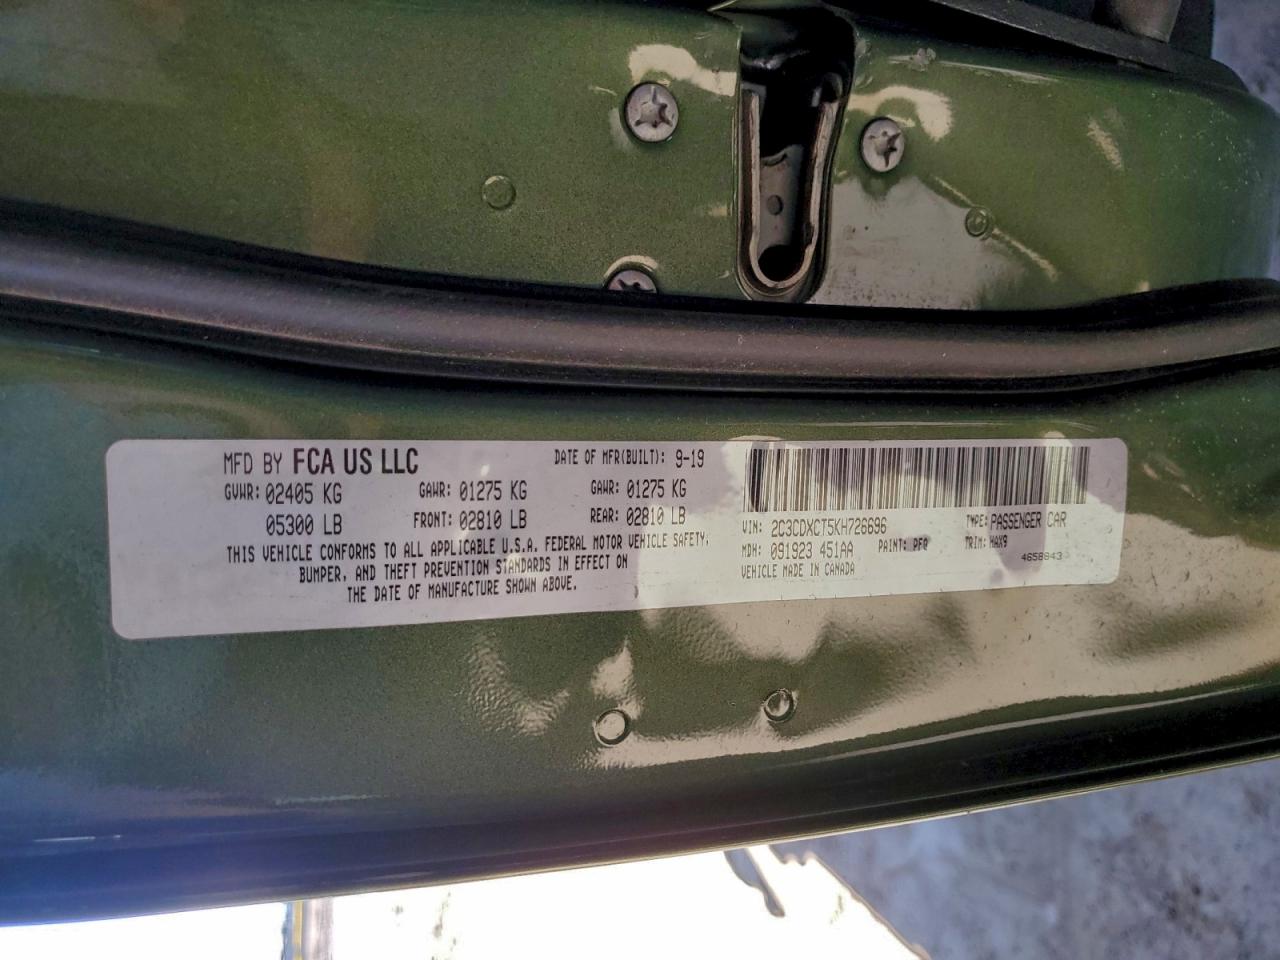 MFD BY FCA US LLC DATE OF MFR(BUILT): 9-19
GVWR: 02405 KG GAWR: 01275 KG GAWR: 01275 KG
05300 LB FRONT: 02810 LB REAR: 02810 LB
THIS VEHICLE CONFORMS TO ALL APPLICABLE U.S.A. FEDERAL MOTOR VEHICLE SAFETY,
BUMPER, AND THEFT PREVENTION STANDARDS IN EFFECT ON
THE DATE OF MANUFACTURE SHOWN ABOVE.
VIN: 2C3CDXCT5KH726696 TYPE: PASSENGER CAR
MDH: 091923 451AA PAINT: PFQ TRIM: HAX9
VEHICLE MADE IN CANADA 4658843